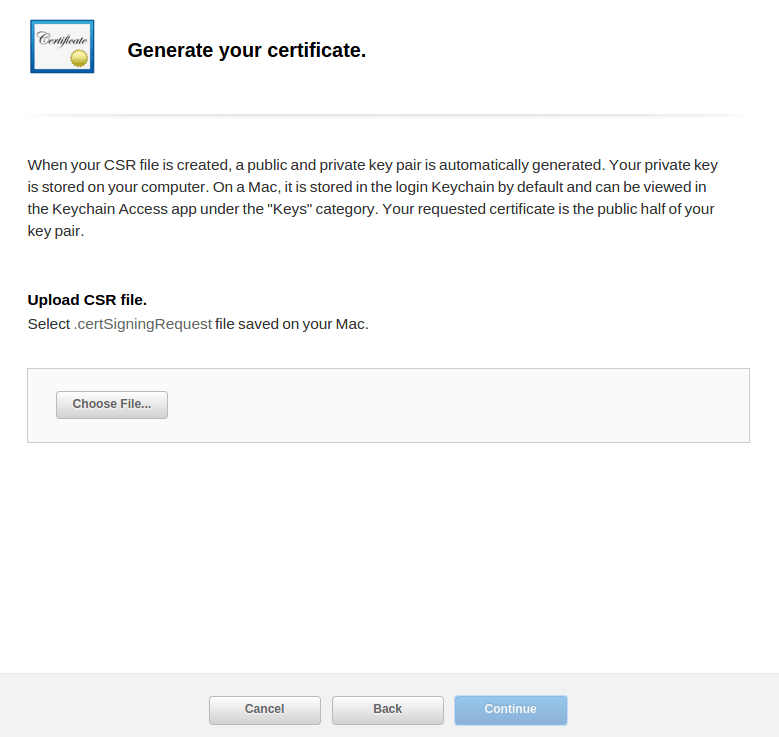 Certificate
Generate your certificate.
When your CSR file is created, a public and private key pair is automatically generated. Your private key
is stored on your computer. On a Mac, it is stored in the login Keychain by default and can be viewed in
the Keychain Access app under the "Keys" category. Your requested certificate is the public half of your
key pair.
Upload CSR file.
Select .certSigningRequest file saved on your Mac.
Choose File...
Cancel
Back
Continue